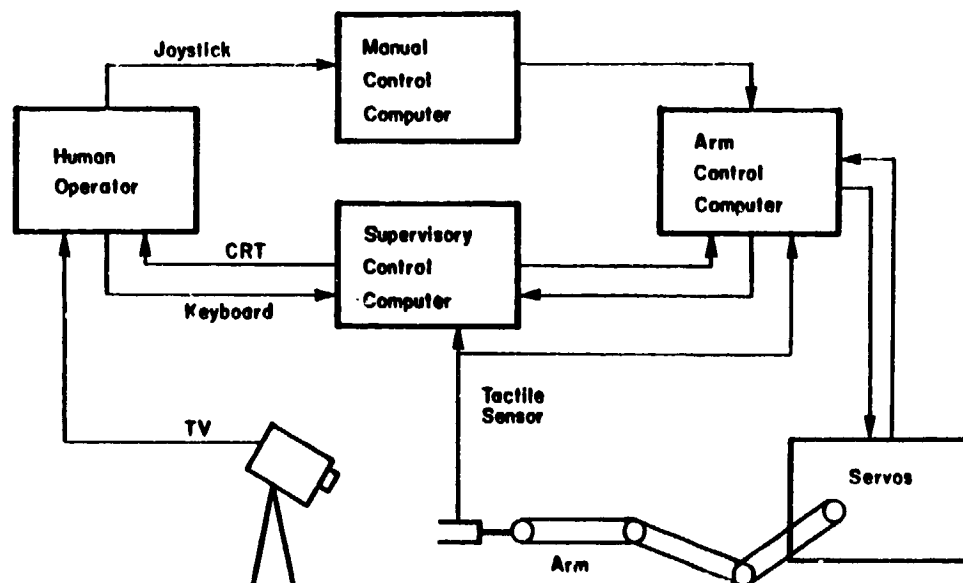 Joystick
Manual
Control
Computer
Human
Operator
Arm
Control
Computer
CRT
Supervisory
Control
Computer
Keyboard
Tactile
Sensor
TV
Servos
Arm